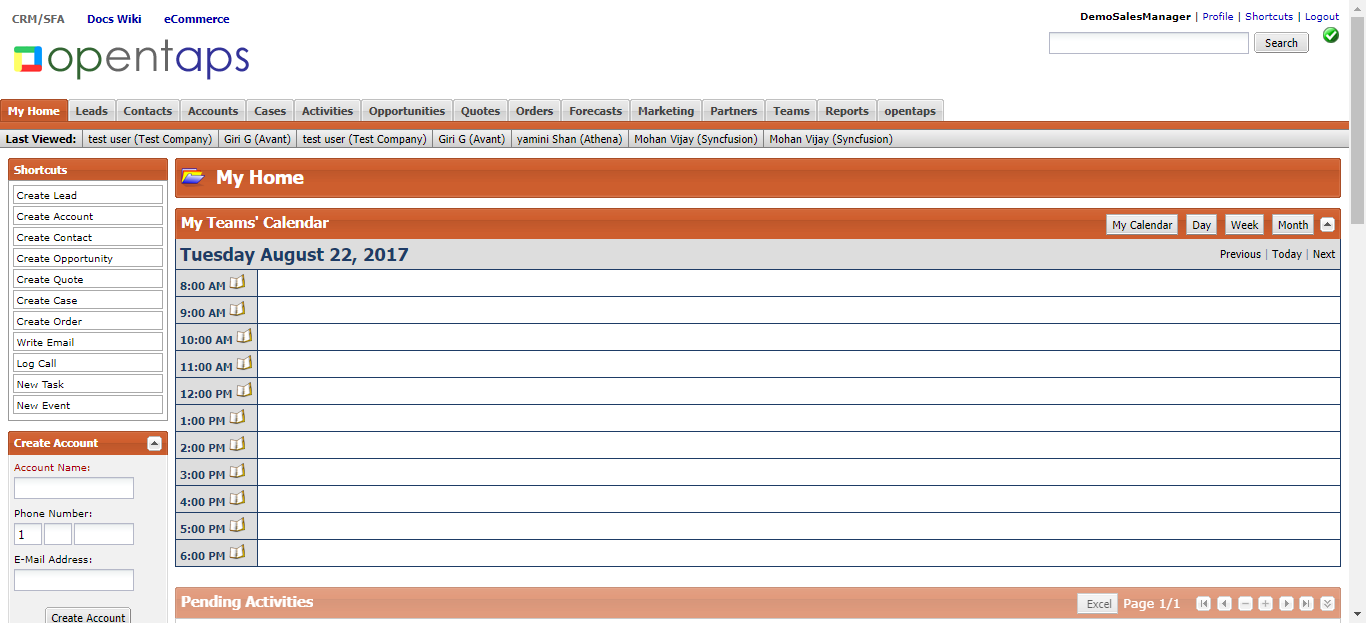 CRM/SFA Docs Wiki eCommerce
DemoSalesManager | Profile | Shortcuts | Logout
opentaps
Search
My Home Leads Contacts Accounts Cases Activities Opportunities Quotes Orders Forecasts Marketing Partners Teams Reports opentaps
Last Viewed: test user (Test Company) Giri G (Avant) test user (Test Company) Giri G (Avant) yamini Shan (Athena) Mohan Vijay (Syncfusion) Mohan Vijay (Syncfusion)
Shortcuts
Create Lead
Create Account
Create Contact
Create Opportunity
Create Quote
Create Case
Create Order
Write Email
Log Call
New Task
New Event
Create Account
Account Name:
Phone Number:
1
E-Mail Address:
Create Account
My Home
My Teams' Calendar My Calendar Day Week Month
Tuesday August 22, 2017 Previous | Today | Next
8:00 AM
9:00 AM
10:00 AM
11:00 AM
12:00 PM
1:00 PM
2:00 PM
3:00 PM
4:00 PM
5:00 PM
6:00 PM
Pending Activities Excel Page 1/1